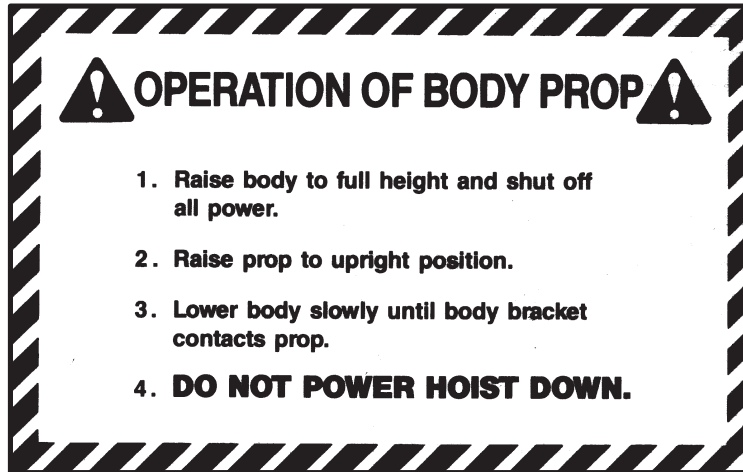 OPERATION OF BODY PROP
1. Raise body to full height and shut off
all power.
2. Raise prop to upright position.
3. Lower body slowly until body bracket
contacts prop.
4. DO NOT POWER HOIST DOWN.